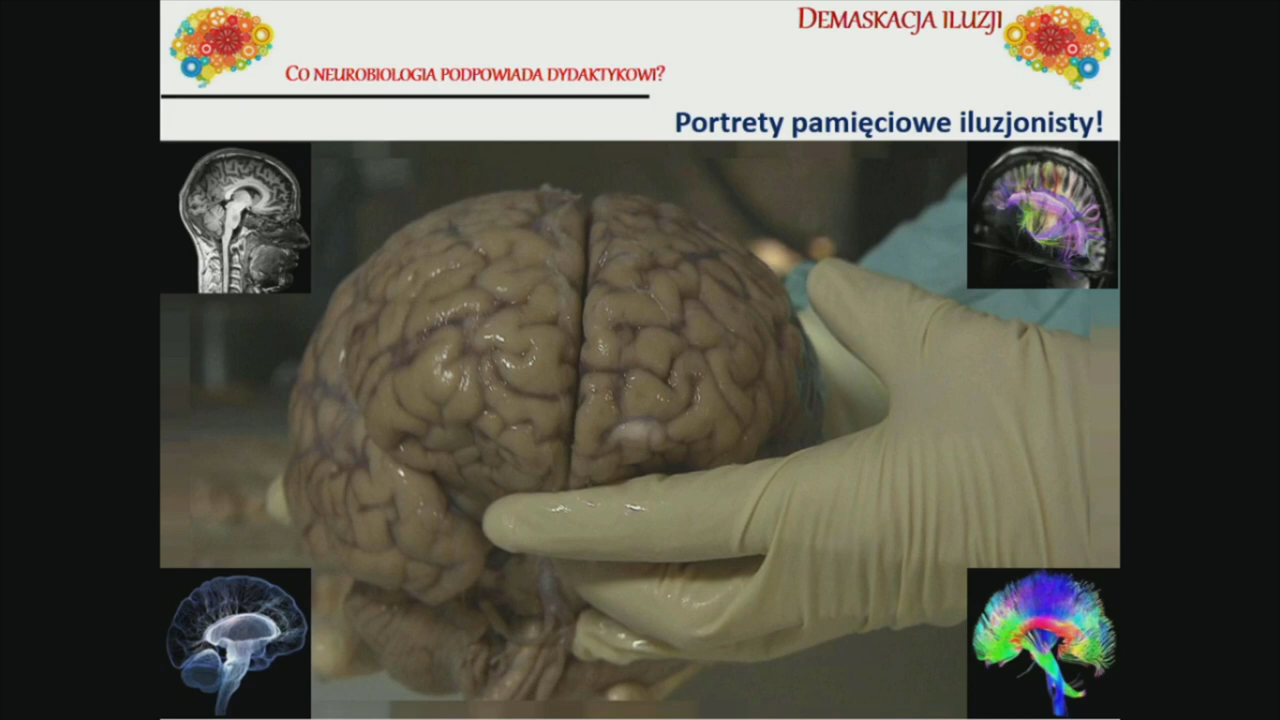 Demaskacja iluzji
Co neurobiologia podpowiada dydaktykowi?
Portrety pamięciowe iluzjonisty!